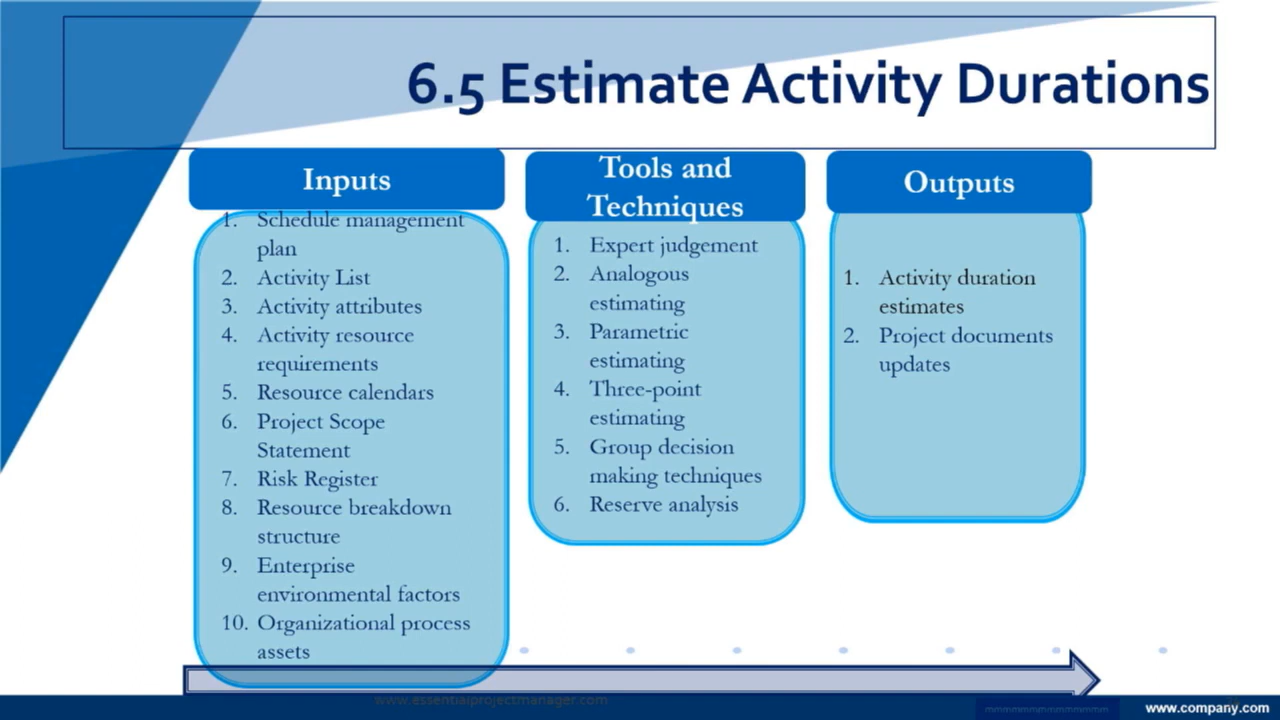 6.5 Estimate Activity Durations
Inputs
1. Schedule management
plan
2. Activity List
3. Activity attributes
4. Activity resource
requirements
5. Resource calendars
6. Project Scope
Statement
7. Risk Register
8. Resource breakdown
structure
9. Enterprise
environmental factors
10. Organizational process
assets
Tools and
Techniques
1. Expert judgement
2. Analogous
estimating
3. Parametric
estimating
4. Three-point
estimating
5. Group decision
making techniques
6. Reserve analysis
Outputs
1. Activity duration
estimates
2. Project documents
updates
www.essentialprojectmanager.com
www.company.com